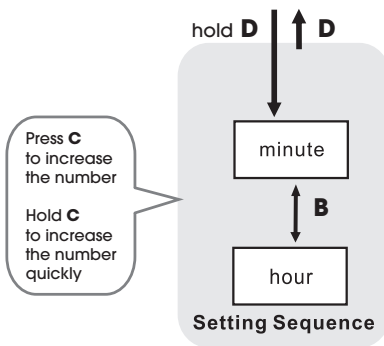 hold D D
Press C
to increase
the number
Hold C
to increase
the number
quickly
minute
B
hour
Setting Sequence